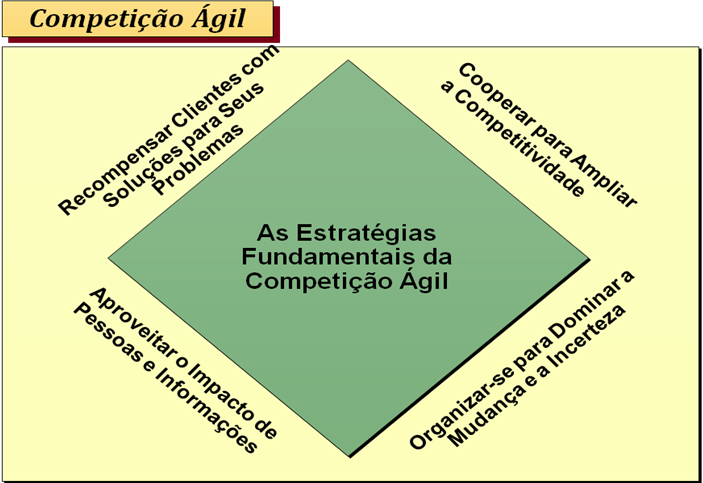 Competição Ágil
Recompensar Clientes com
Soluções para Seus
Problemas
Cooperar para Ampliar
a Competitividade
As Estratégias
Fundamentais da
Competição Ágil
Aproveitar o Impacto de
Pessoas e Informações
Organizar-se para Dominar a
Mudança e a Incerteza